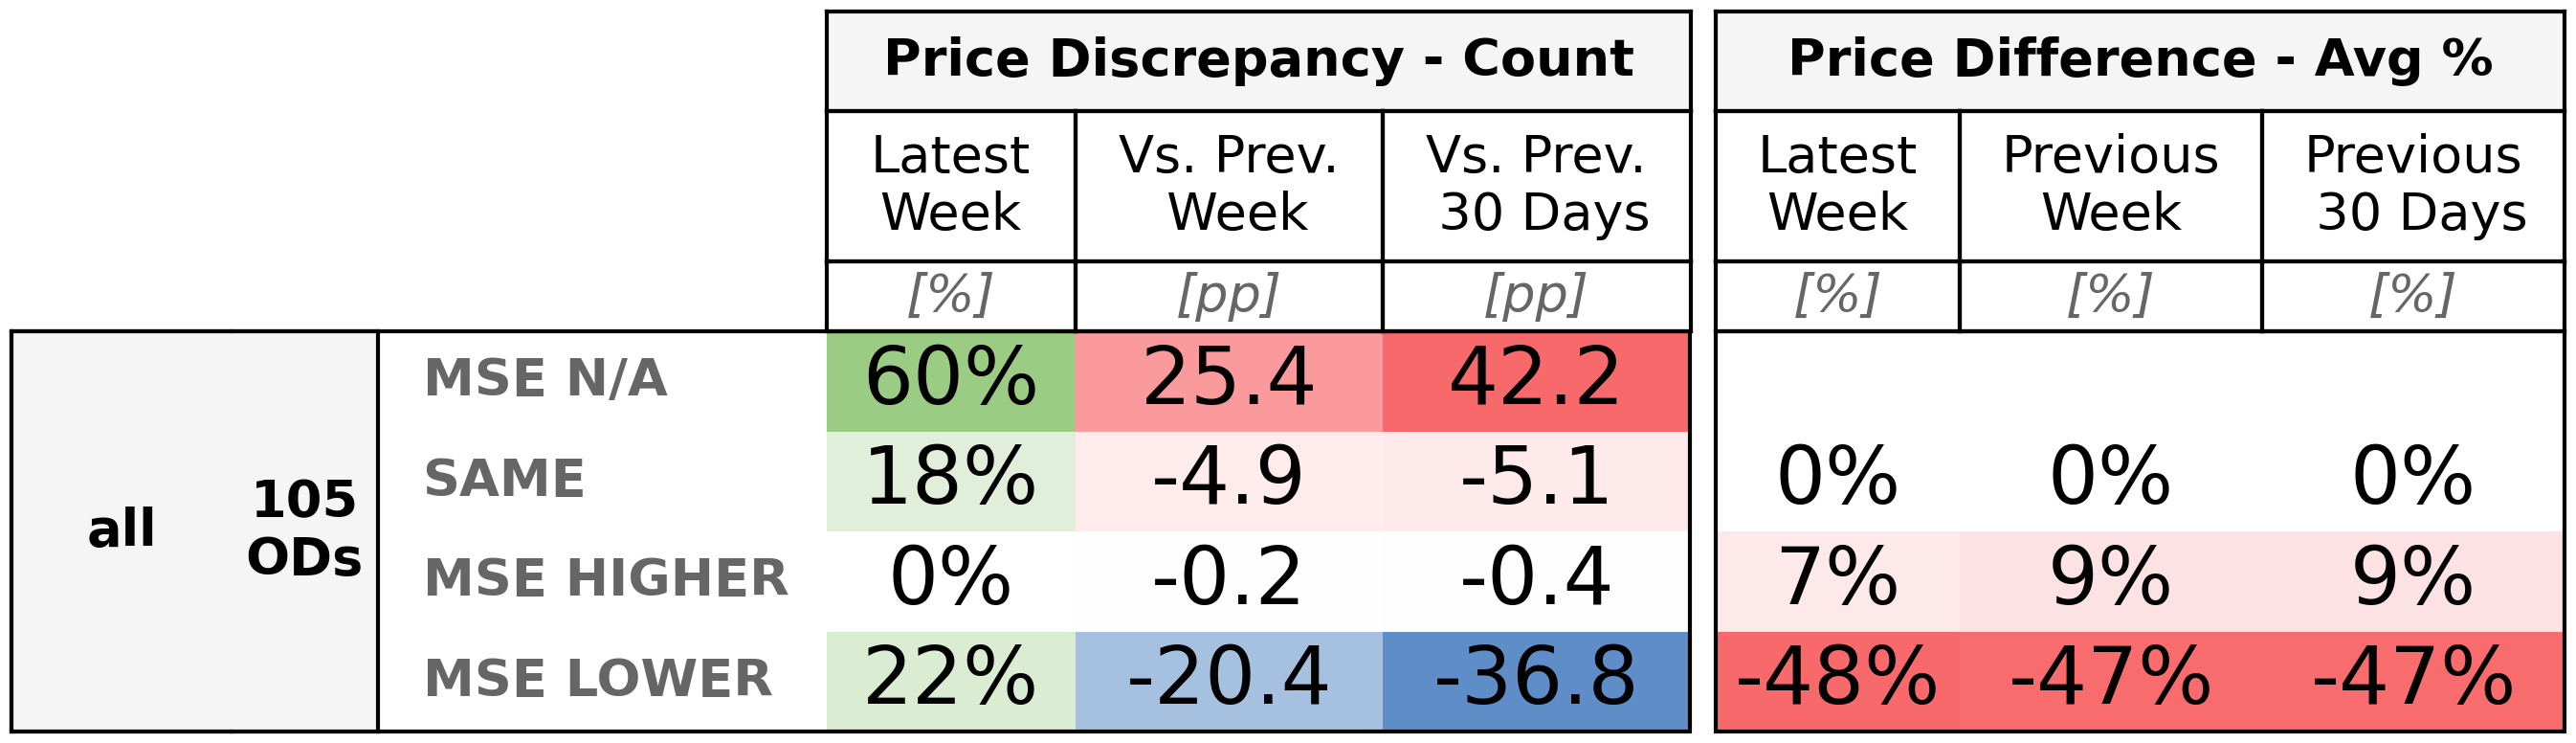 Price Discrepancy - Count Price Difference - Avg %
Latest Week Vs. Prev. Week Vs. Prev. 30 Days Latest Week Previous Week Previous 30 Days
[%] [pp] [pp] [%] [%] [%]
all 105 ODs
MSE N/A 60% 25.4 42.2
SAME 18% -4.9 -5.1 0% 0% 0%
MSE HIGHER 0% -0.2 -0.4 7% 9% 9%
MSE LOWER 22% -20.4 -36.8 -48% -47% -47%